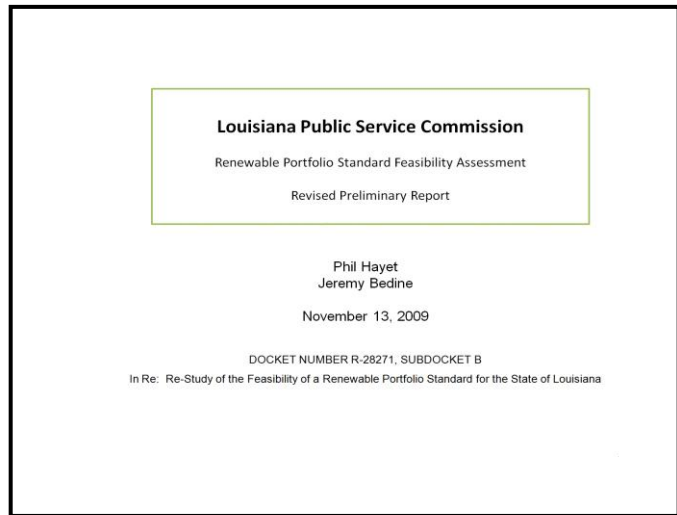 Louisiana Public Service Commission
Renewable Portfolio Standard Feasibility Assessment
Revised Preliminary Report
Phil Hayet
Jeremy Bedine
November 13, 2009
DOCKET NUMBER R-28271, SUBDOCKET B
In Re: Re-Study of the Feasibility of a Renewable Portfolio Standard for the State of Louisiana